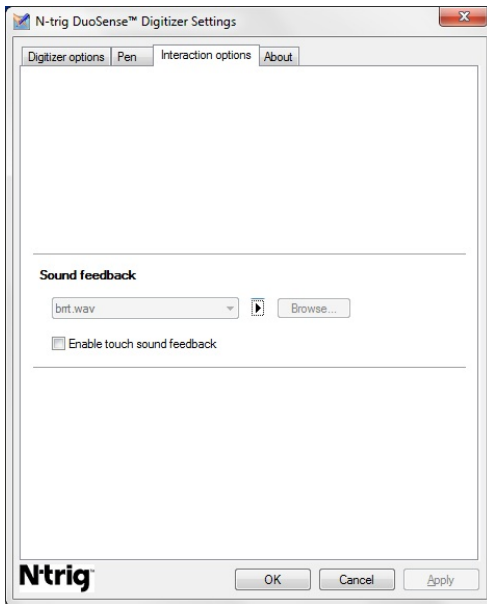 N-trig DuoSense™ Digitizer Settings
Digitizer options Pen Interaction options About
Sound feedback
brrt.wav Browse...
Enable touch sound feedback
N-trig™ OK Cancel Apply